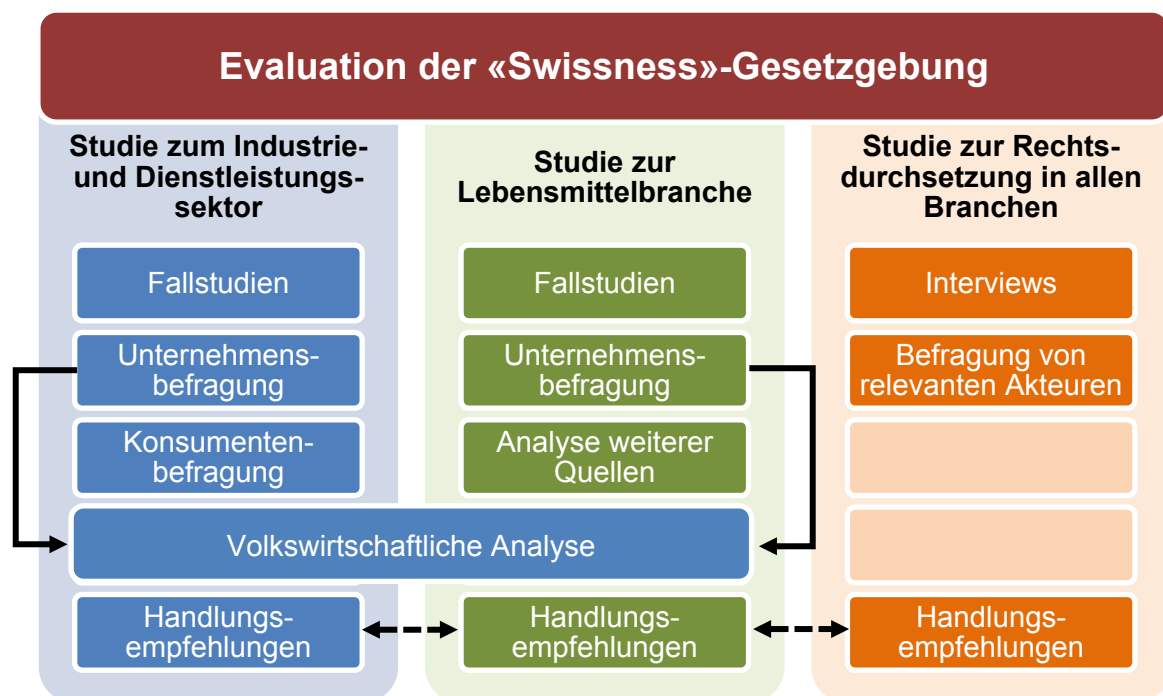 Evaluation der «Swissness»-Gesetzgebung
Studie zum Industrie-
und Dienstleistungs-
sektor
Fallstudien
Unternehmens-
befragung
Konsumenten-
befragung
Studie zur
Lebensmittelbranche
Fallstudien
Unternehmens-
befragung
Analyse weiterer
Quellen
Studie zur Rechts-
durchsetzung in allen
Branchen
Interviews
Befragung von
relevanten Akteuren
Volkswirtschaftliche Analyse
Handlungs-
empfehlungen
Handlungs-
empfehlungen
Handlungs-
empfehlungen